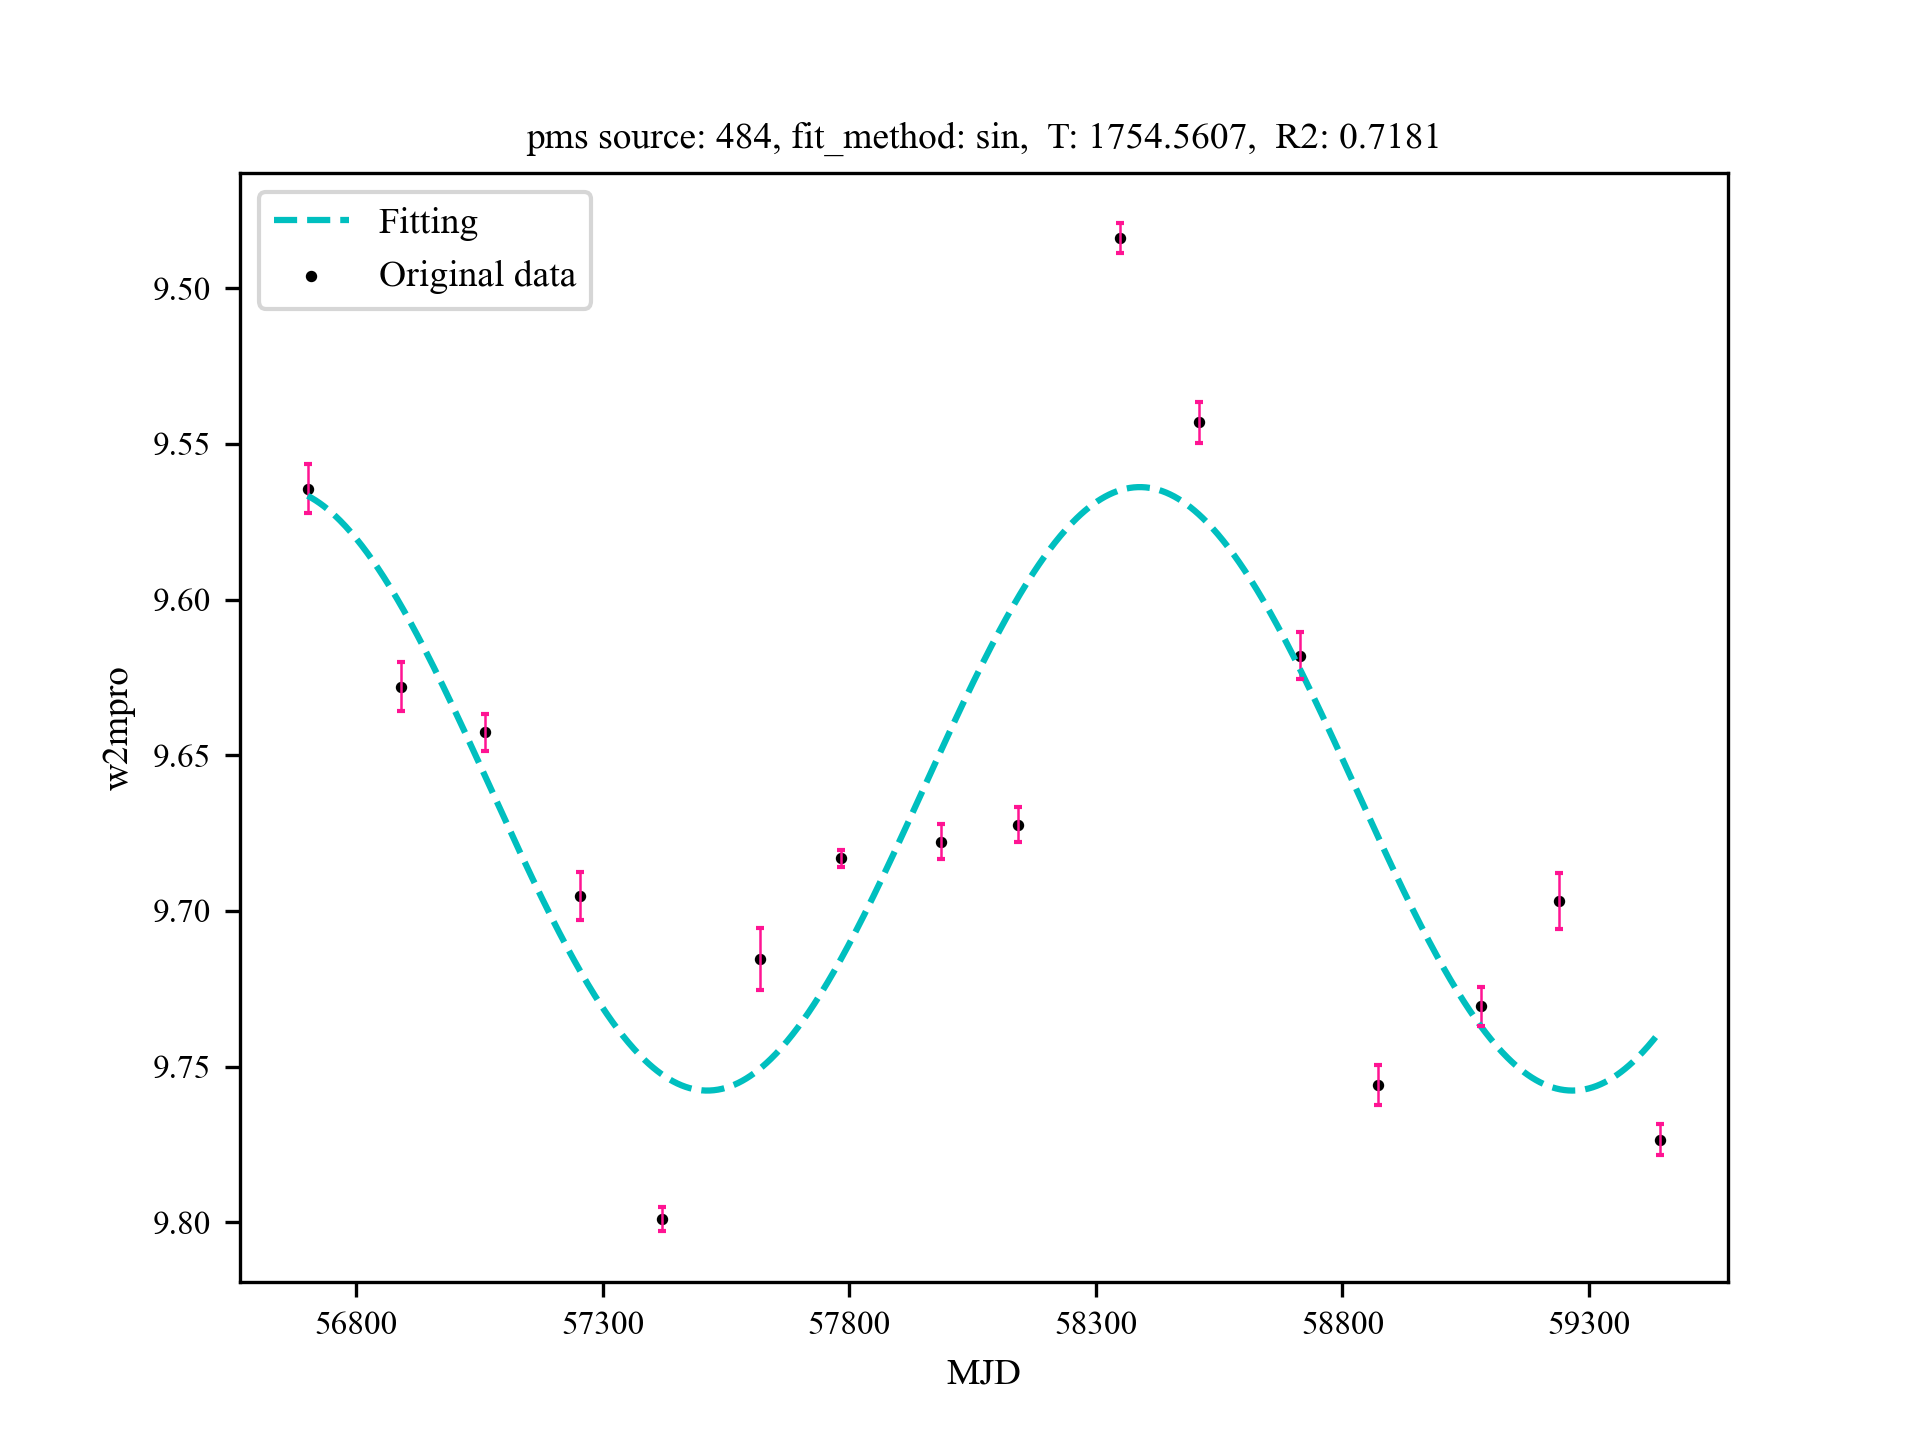 pms source: 484, fit_method: sin,  T: 1754.5607,  R2: 0.7181
Fitting
Original data
9.50
9.55
9.60
9.65
9.70
9.75
9.80
w2mpro
56800 57300 57800 58300 58800 59300
MJD